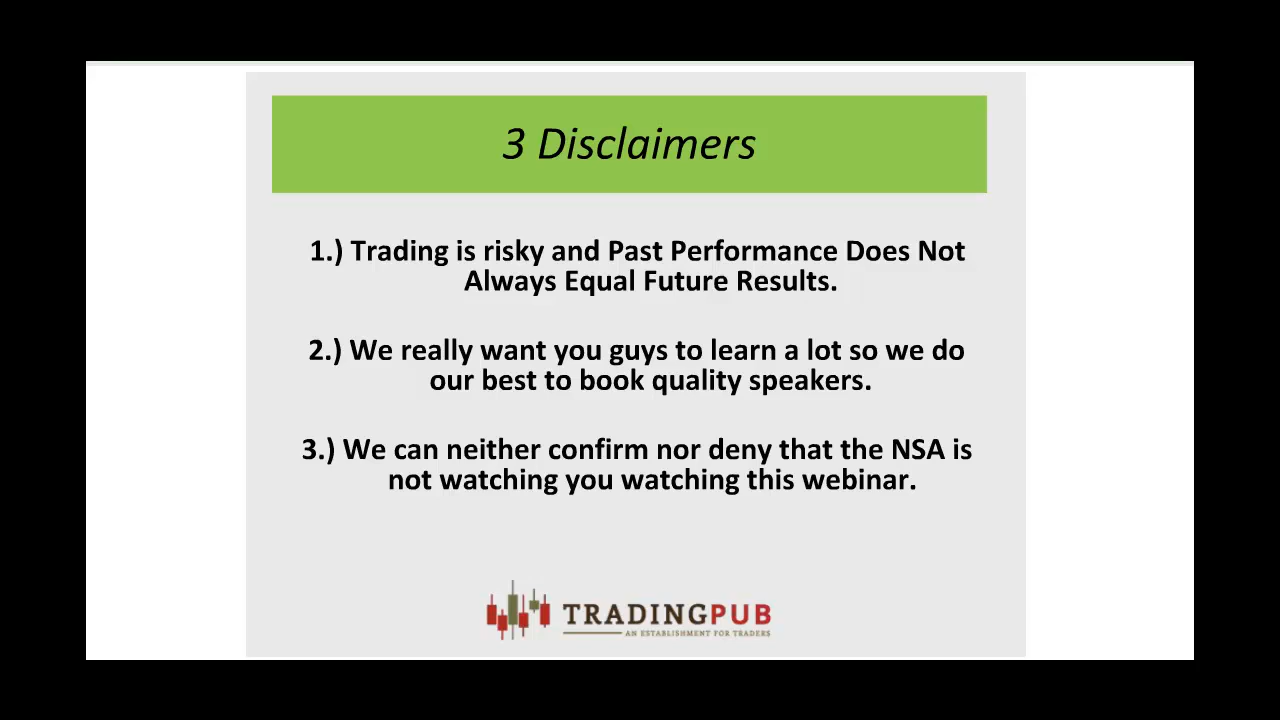 3 Disclaimers
1.) Trading is risky and Past Performance Does Not
Always Equal Future Results.
2.) We really want you guys to learn a lot so we do
our best to book quality speakers.
3.) We can neither confirm nor deny that the NSA is
not watching you watching this webinar.
TRADINGPUB
AN ESTABLISHMENT FOR TRADERS